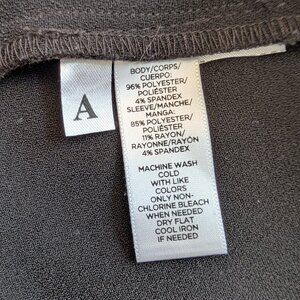 A
BODY/CORPS/
CUERPO:
96% POLYESTER/
POLIÉSTER
4% SPANDEX
SLEEVE/MANCHE/
MANGA:
85% POLYESTER/
POLIÉSTER
11% RAYON/
RAYONNE/RAYÓN
4% SPANDEX
MACHINE WASH
COLD
WITH LIKE
COLORS
ONLY NON-
CHLORINE BLEACH
WHEN NEEDED
DRY FLAT
COOL IRON
IF NEEDED